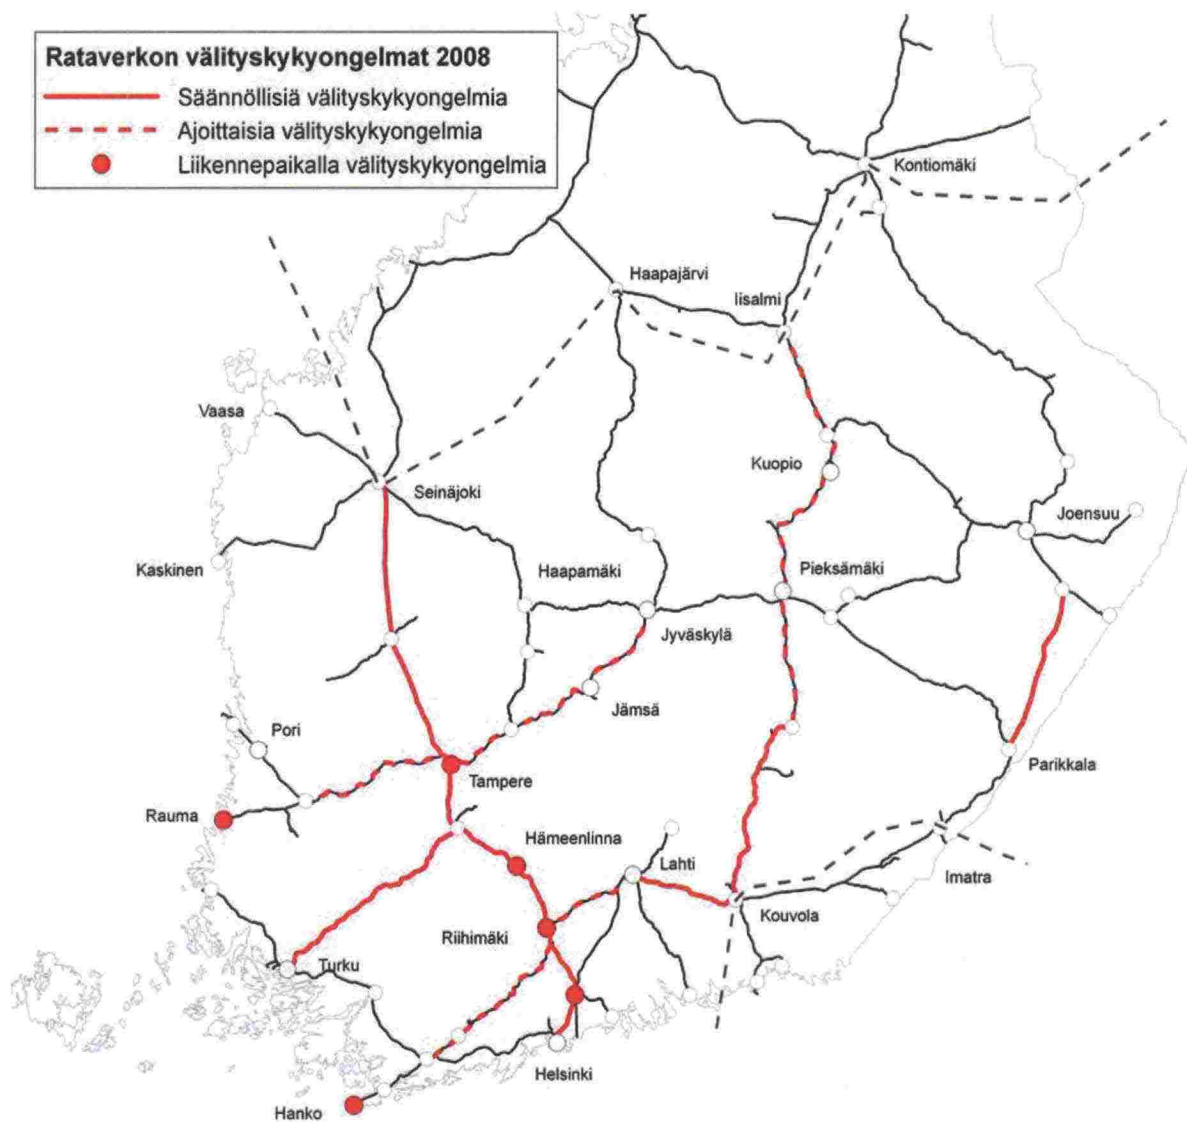 Rataverkon välityskykyongelmat 2008
Säännöllisiä välityskykyongelmia
Ajoittaisia välityskykyongelmia
Liikennepaikalla välityskykyongelmia
Kontiomäki
Haapajärvi
Iisalmi
Vaasa
Kuopio
Seinäjoki
Joensuu
Kaskinen
Haapamäki
Pieksämäki
Jyväskylä
Jämsä
Pori
Parikkala
Tampere
Rauma
Hämeenlinna
Lahti
Imatra
Kouvola
Riihimäki
Turku
Helsinki
Hanko